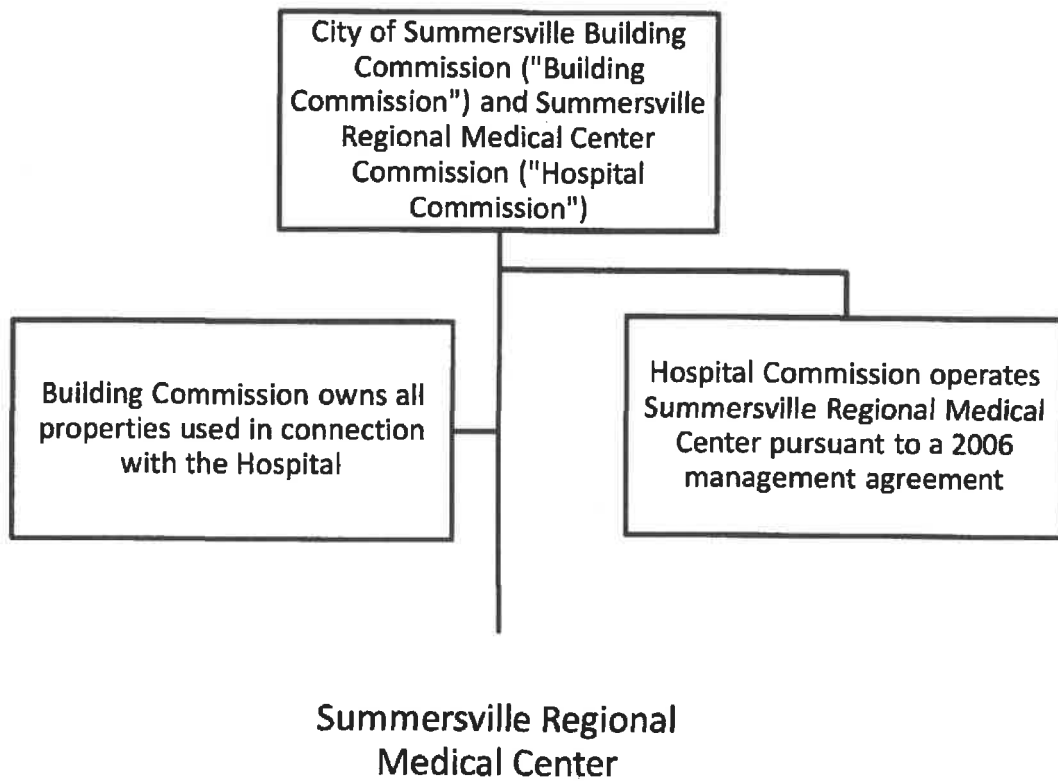 City of Summersville Building
Commission ("Building
Commission") and Summersville
Regional Medical Center
Commission ("Hospital
Commission")
Building Commission owns all
properties used in connection
with the Hospital
Hospital Commission operates
Summersville Regional Medical
Center pursuant to a 2006
management agreement
Summersville Regional
Medical Center